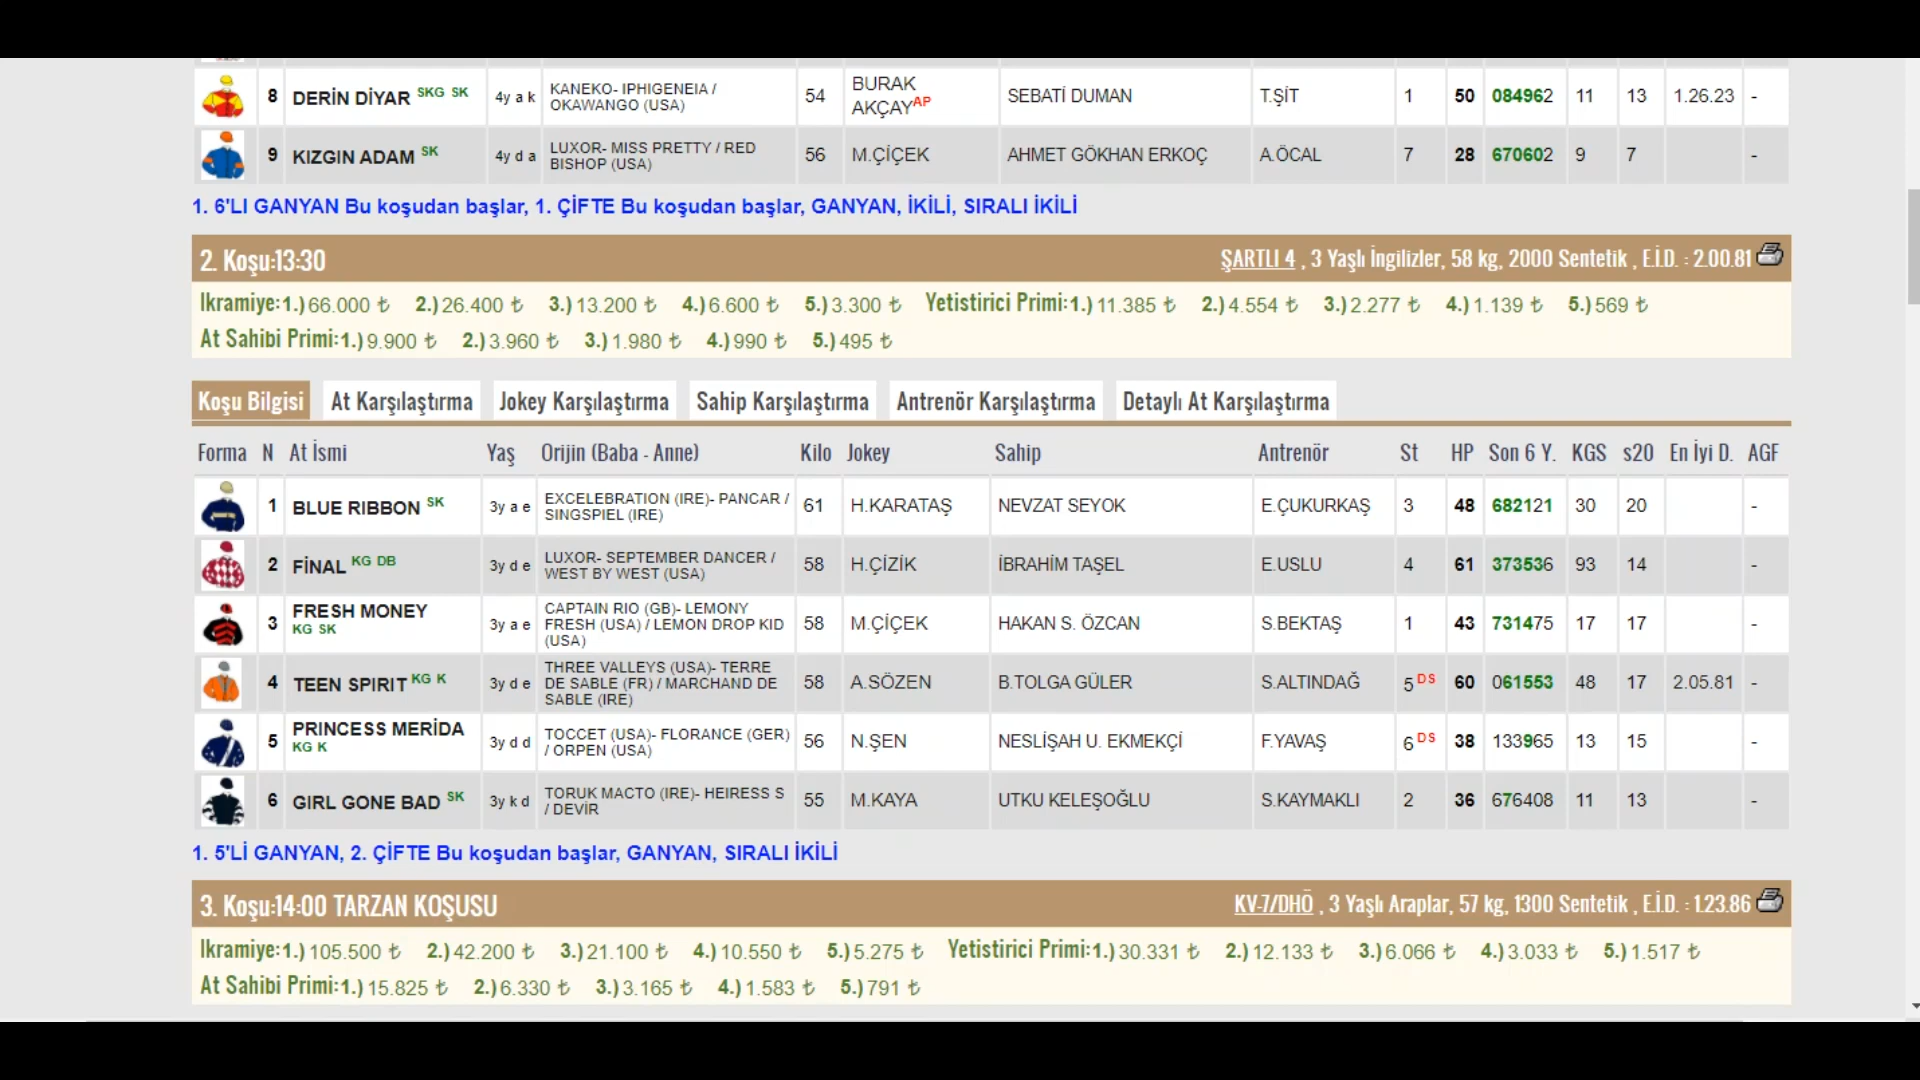 8 DERİN DİYAR SKG SK 4y a k KANEKO- IPHIGENEIA / OKAWANGO (USA) 54 BURAK AKÇAYAP SEBATİ DUMAN T.ŞİT 1 50 084962 11 13 1.26.23 -
9 KIZGIN ADAM SK 4y d a LUXOR- MISS PRETTY / RED BISHOP (USA) 56 M.ÇİÇEK AHMET GÖKHAN ERKOÇ A.ÖCAL 7 28 670602 9 7 -
1. 6'LI GANYAN Bu koşudan başlar, 1. ÇİFTE Bu koşudan başlar, GANYAN, İKİLİ, SIRALI İKİLİ
2. Koşu:13:30 ŞARTLI 4 , 3 Yaşlı İngilizler, 58 kg, 2000 Sentetik , E.İ.D. : 2.00.81
Ikramiye:1.) 66.000 ₺ 2.) 26.400 ₺ 3.) 13.200 ₺ 4.) 6.600 ₺ 5.) 3.300 ₺ Yetistirici Primi:1.) 11.385 ₺ 2.) 4.554 ₺ 3.) 2.277 ₺ 4.) 1.139 ₺ 5.) 569 ₺
At Sahibi Primi:1.) 9.900 ₺ 2.) 3.960 ₺ 3.) 1.980 ₺ 4.) 990 ₺ 5.) 495 ₺
Koşu Bilgisi At Karşılaştırma Jokey Karşılaştırma Sahip Karşılaştırma Antrenör Karşılaştırma Detaylı At Karşılaştırma
Forma N At İsmi Yaş Orijin (Baba - Anne) Kilo Jokey Sahip Antrenör St HP Son 6 Y. KGS s20 En İyi D. AGF
1 BLUE RIBBON SK 3y a e EXCELEBRATION (IRE)- PANCAR / SINGSPIEL (IRE) 61 H.KARATAŞ NEVZAT SEYOK E.ÇUKURKAŞ 3 48 682121 30 20 -
2 FİNAL KG DB 3y d e LUXOR- SEPTEMBER DANCER / WEST BY WEST (USA) 58 H.ÇİZİK İBRAHİM TAŞEL E.USLU 4 61 373536 93 14 -
3 FRESH MONEY KG SK 3y a e CAPTAIN RIO (GB)- LEMONY FRESH (USA) / LEMON DROP KID (USA) 58 M.ÇİÇEK HAKAN S. ÖZCAN S.BEKTAŞ 1 43 731475 17 17 -
4 TEEN SPIRIT KG K 3y d e THREE VALLEYS (USA)- TERRE DE SABLE (FR) / MARCHAND DE SABLE (IRE) 58 A.SÖZEN B.TOLGA GÜLER S.ALTINDAĞ 5 DS 60 061553 48 17 2.05.81 -
5 PRINCESS MERİDA KG K 3y d d TOCCET (USA)- FLORANCE (GER) / ORPEN (USA) 56 N.ŞEN NESLİŞAH U. EKMEKÇİ F.YAVAŞ 6 DS 38 133965 13 15 -
6 GIRL GONE BAD SK 3y k d TORUK MACTO (IRE)- HEIRESS S / DEVİR 55 M.KAYA UTKU KELEŞOĞLU S.KAYMAKLI 2 36 676408 11 13 -
1. 5'Lİ GANYAN, 2. ÇİFTE Bu koşudan başlar, GANYAN, SIRALI İKİLİ
3. Koşu:14:00 TARZAN KOŞUSU KV-7/DHÖ , 3 Yaşlı Araplar, 57 kg, 1300 Sentetik , E.İ.D. : 1.23.86
Ikramiye:1.) 105.500 ₺ 2.) 42.200 ₺ 3.) 21.100 ₺ 4.) 10.550 ₺ 5.) 5.275 ₺ Yetistirici Primi:1.) 30.331 ₺ 2.) 12.133 ₺ 3.) 6.066 ₺ 4.) 3.033 ₺ 5.) 1.517 ₺
At Sahibi Primi:1.) 15.825 ₺ 2.) 6.330 ₺ 3.) 3.165 ₺ 4.) 1.583 ₺ 5.) 791 ₺